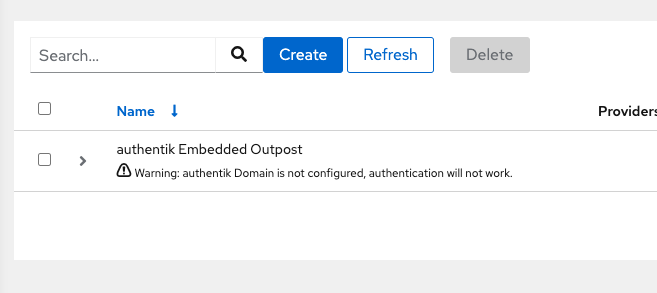 Search...
Create
Refresh
Delete
Name
Providers
authentik Embedded Outpost
Warning: authentik Domain is not configured, authentication will not work.